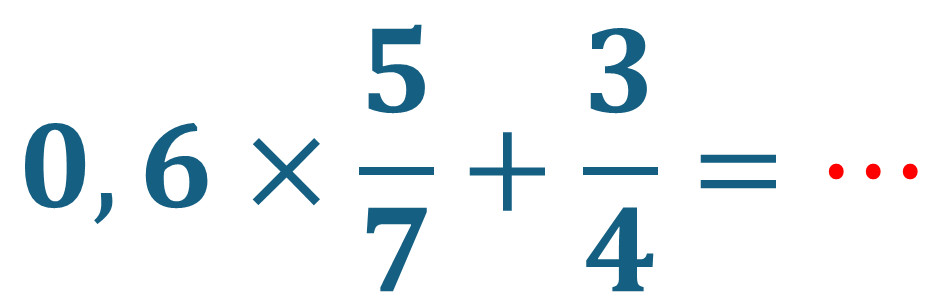 0,6 × 5/7 + 3/4 = ...